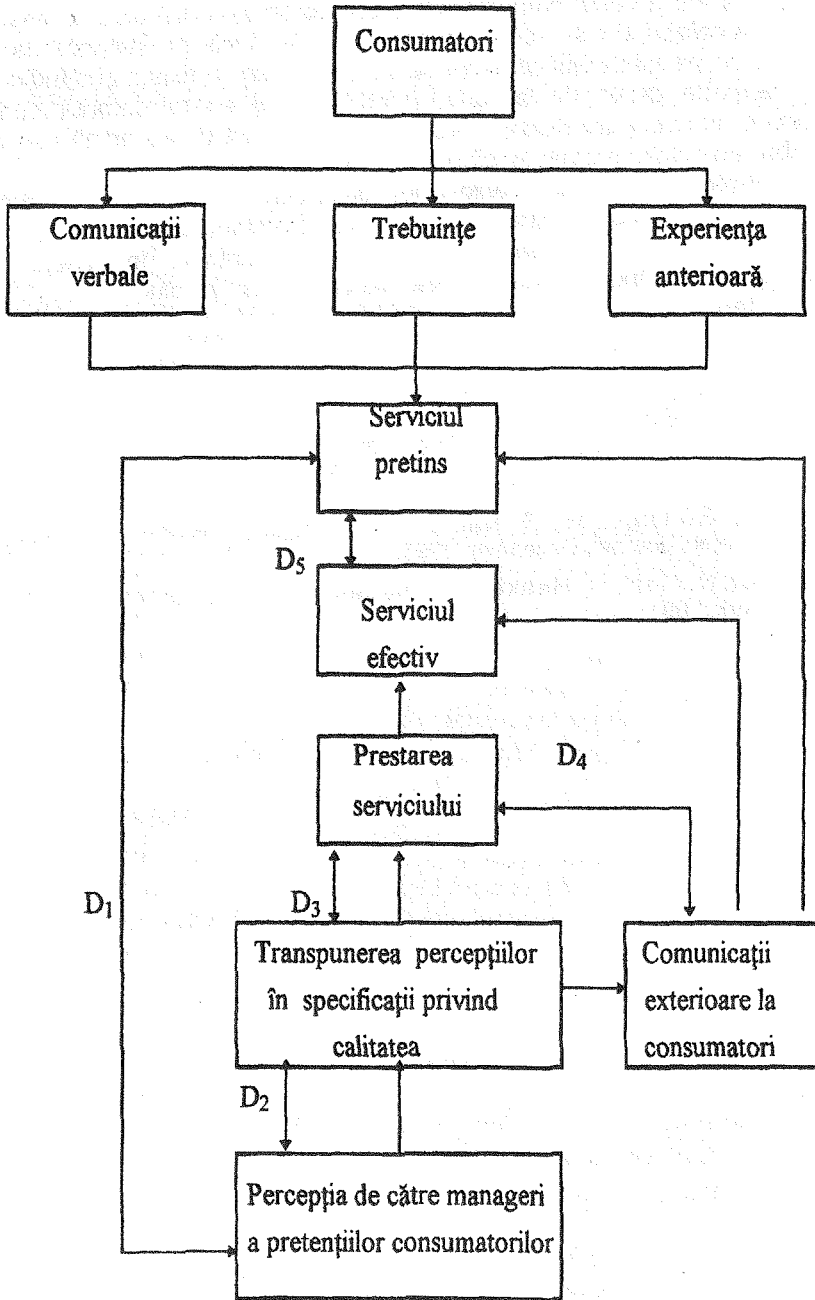 Consumatori
Comunicații
verbale
Trebuințe
Experiența
anterioară
Serviciul
pretins
D5
Serviciul
efectiv
Prestarea
serviciului
D4
D1
D3
Transpunerea percepțiilor
în specificații privind
calitatea
Comunicații
exterioare la
consumatori
D2
Percepția de către manageri
a pretențiilor consumatorilor